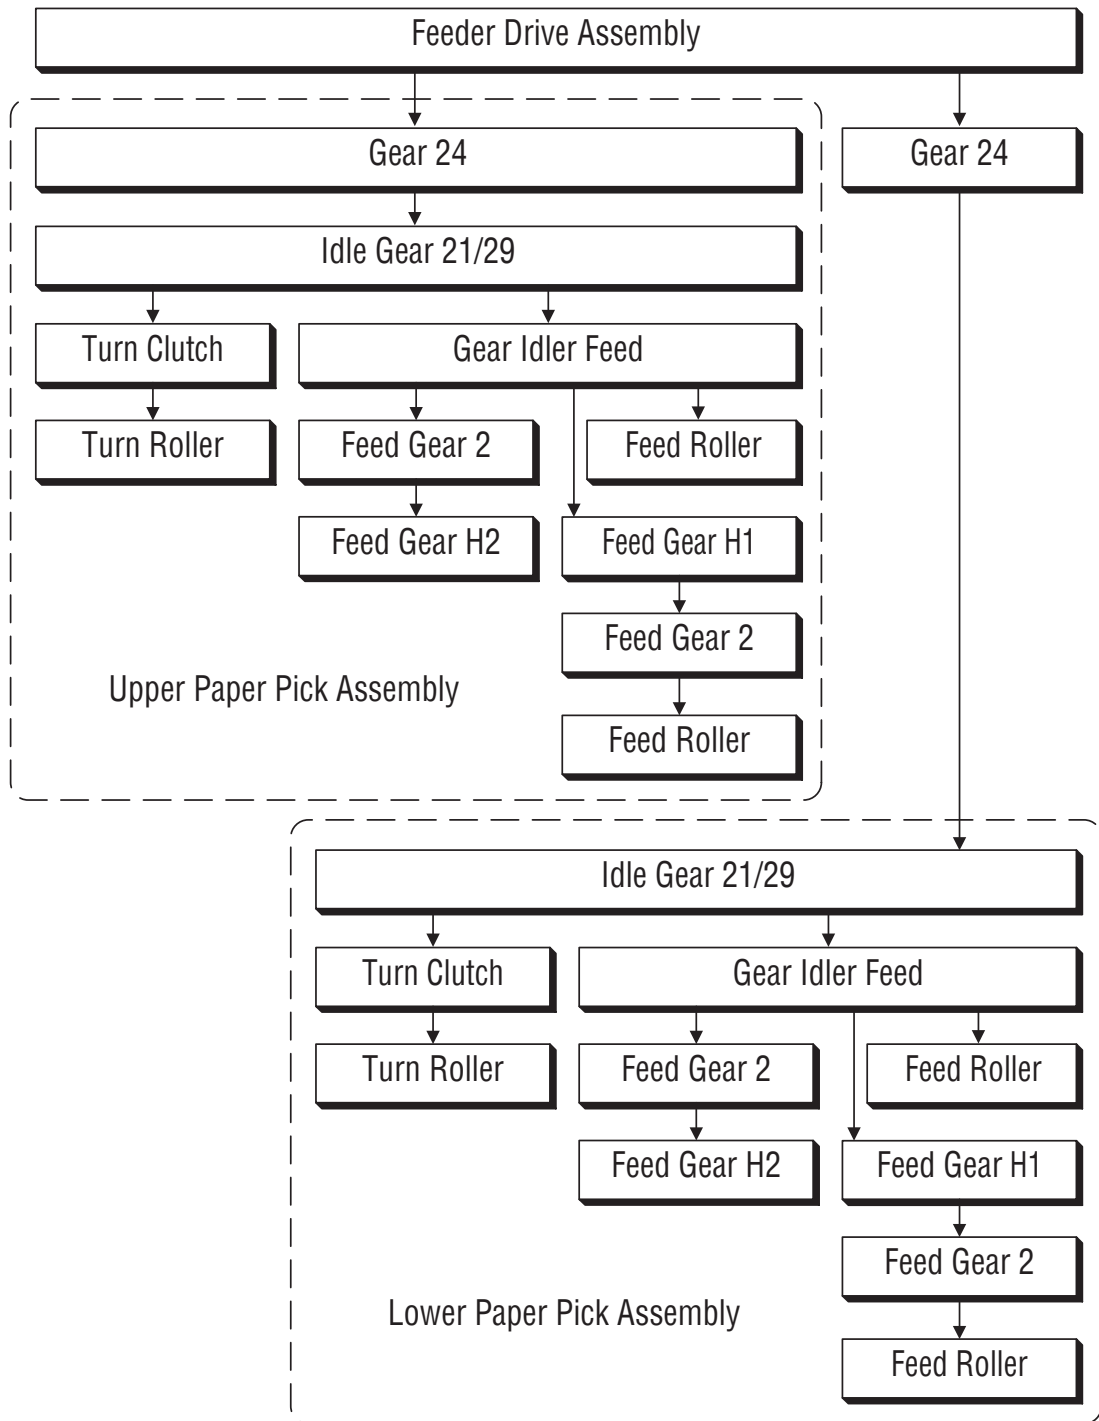 Feeder Drive Assembly
Gear 24
Gear 24
Idle Gear 21/29
Turn Clutch
Gear Idler Feed
Turn Roller
Feed Gear 2
Feed Roller
Feed Gear H2
Feed Gear H1
Feed Gear 2
Upper Paper Pick Assembly
Feed Roller
Idle Gear 21/29
Turn Clutch
Gear Idler Feed
Turn Roller
Feed Gear 2
Feed Roller
Feed Gear H2
Feed Gear H1
Feed Gear 2
Lower Paper Pick Assembly
Feed Roller